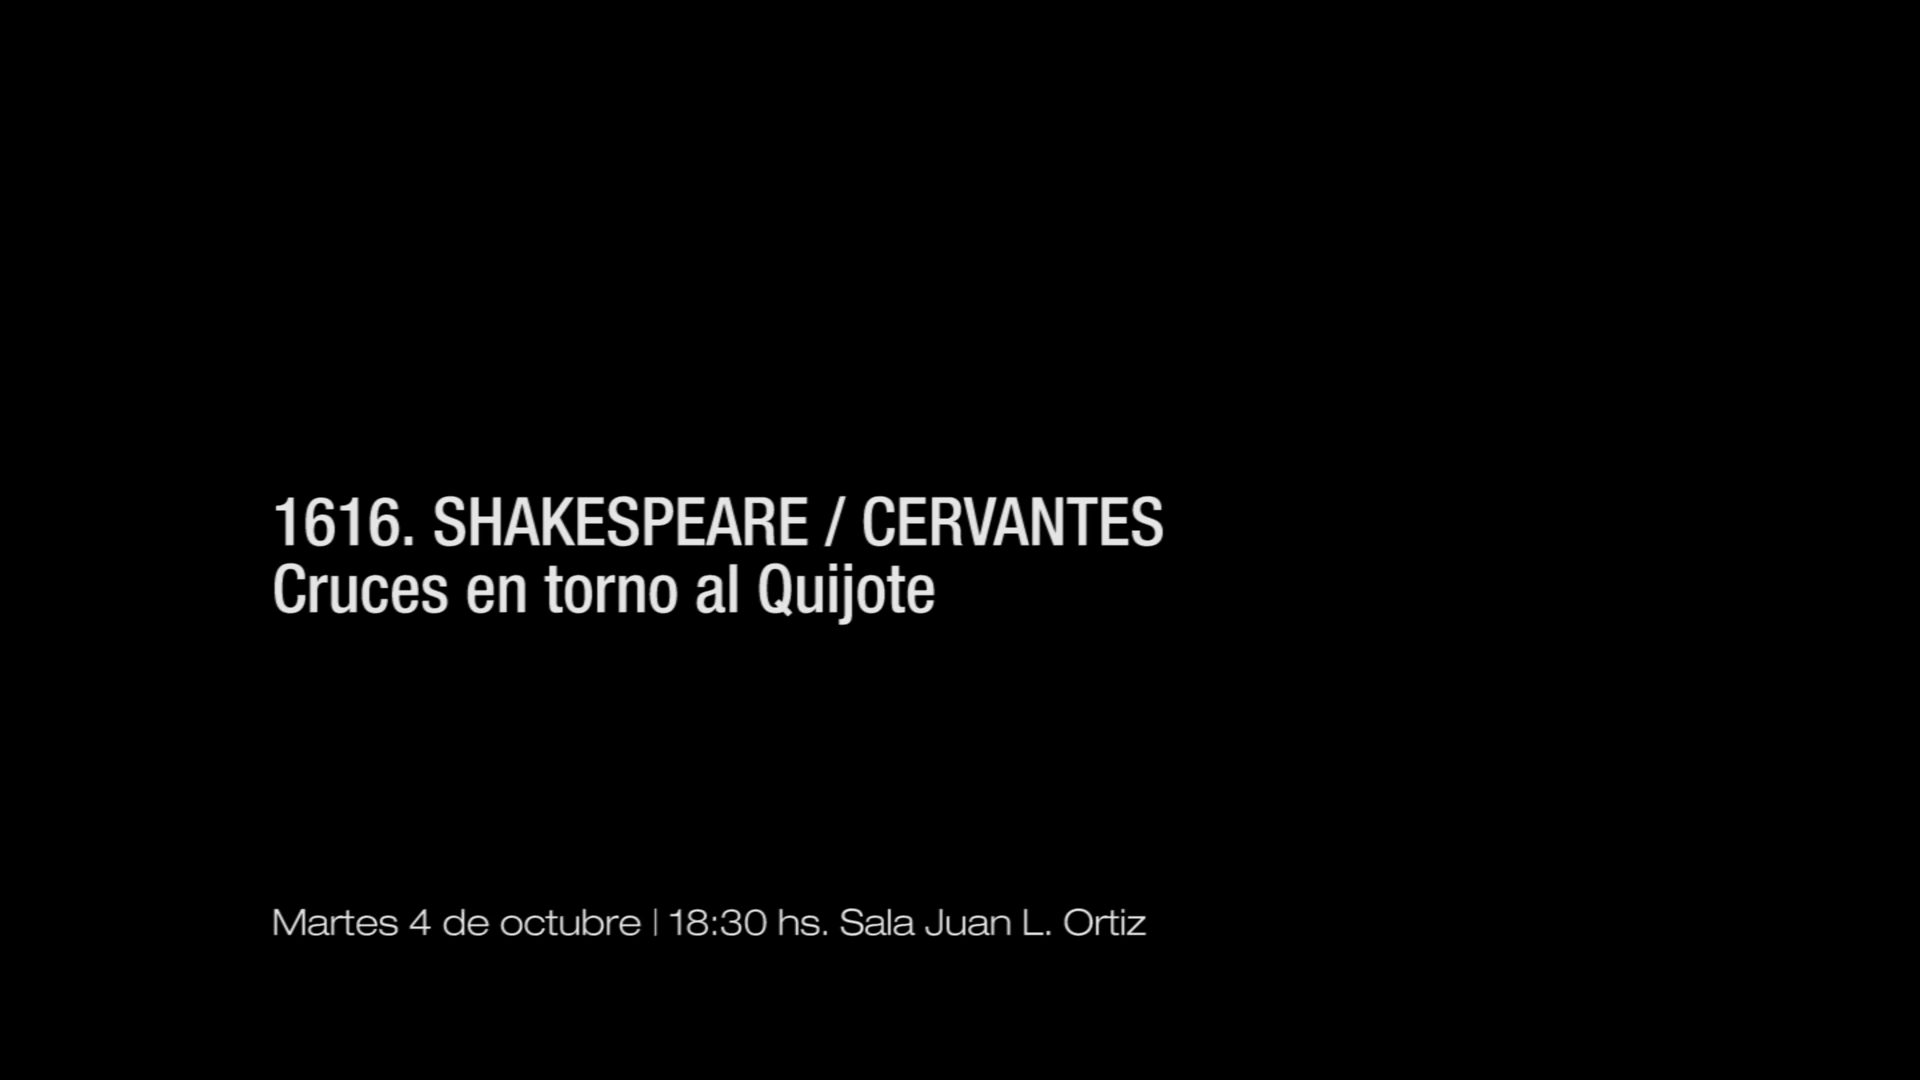 1616. SHAKESPEARE / CERVANTES
Cruces en torno al Quijote
Martes 4 de octubre | 18:30 hs. Sala Juan L. Ortiz